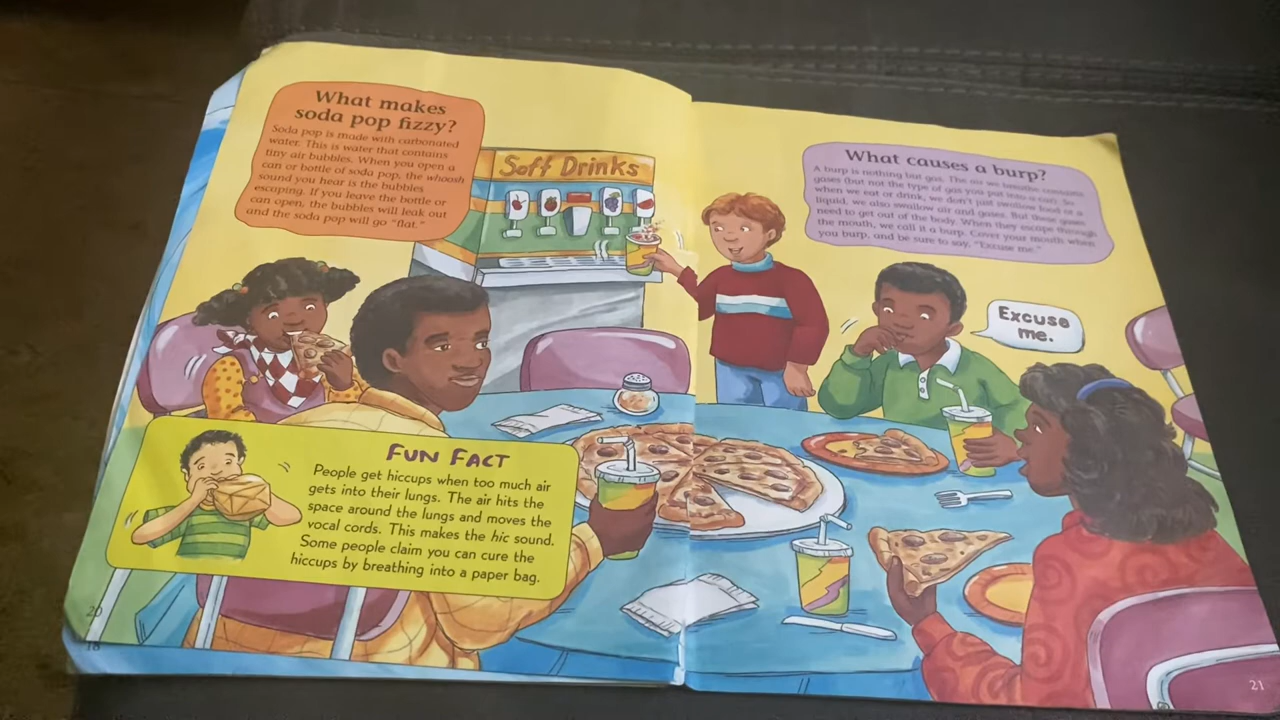 What makes
soda pop fizzy?
Soda pop is made with carbonated
water. This is water that contains
tiny air bubbles. When you open a
can or bottle of soda pop, the whoosh
sound you hear is the bubbles
escaping. If you leave the bottle or
can open, the bubbles will leak out
and the soda pop will go "flat."
Soft Drinks
What causes a burp?
A burp is nothing but gas. The air we breathe contains
gases (but not the type of gas you put into a car). So
when we eat or drink, we don't just swallow food or a
liquid, we also swallow air and gases. But these gases
need to get out of the body. When they escape through
the mouth, we call it a burp. Cover your mouth when
you burp, and be sure to say, "Excuse me."
Excuse
me.
FUN FACT
People get hiccups when too much air
gets into their lungs. The air hits the
space around the lungs and moves the
vocal cords. This makes the hic sound.
Some people claim you can cure the
hiccups by breathing into a paper bag.
20
18
21